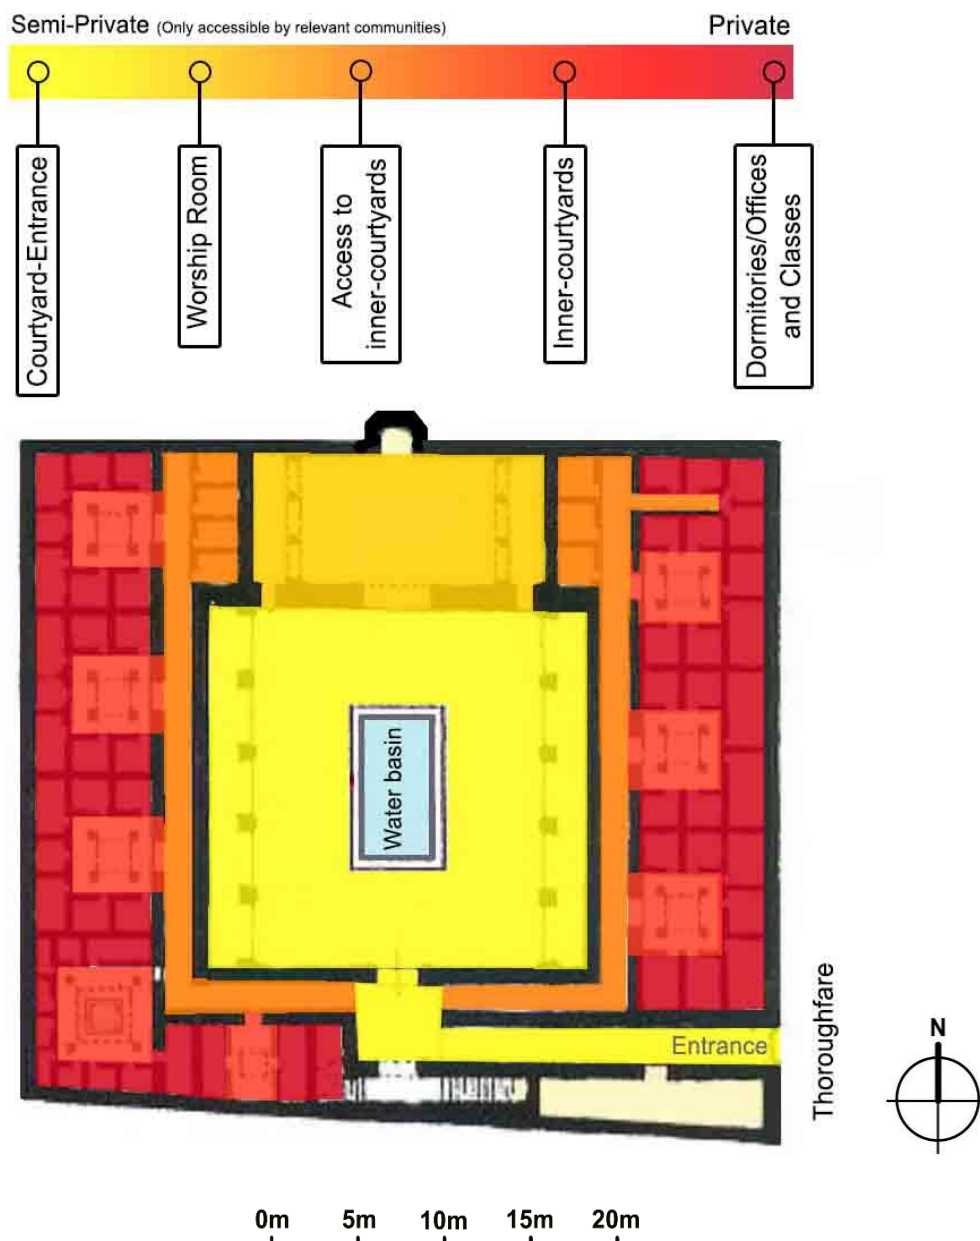 Semi-Private (Only accessible by relevant communities)
Private
Courtyard-Entrance
Worship Room
Access to
inner-courtyards
Inner-courtyards
Dormitories/Offices
and Classes
Water basin
Entrance
Thoroughfare
N
0m 5m 10m 15m 20m